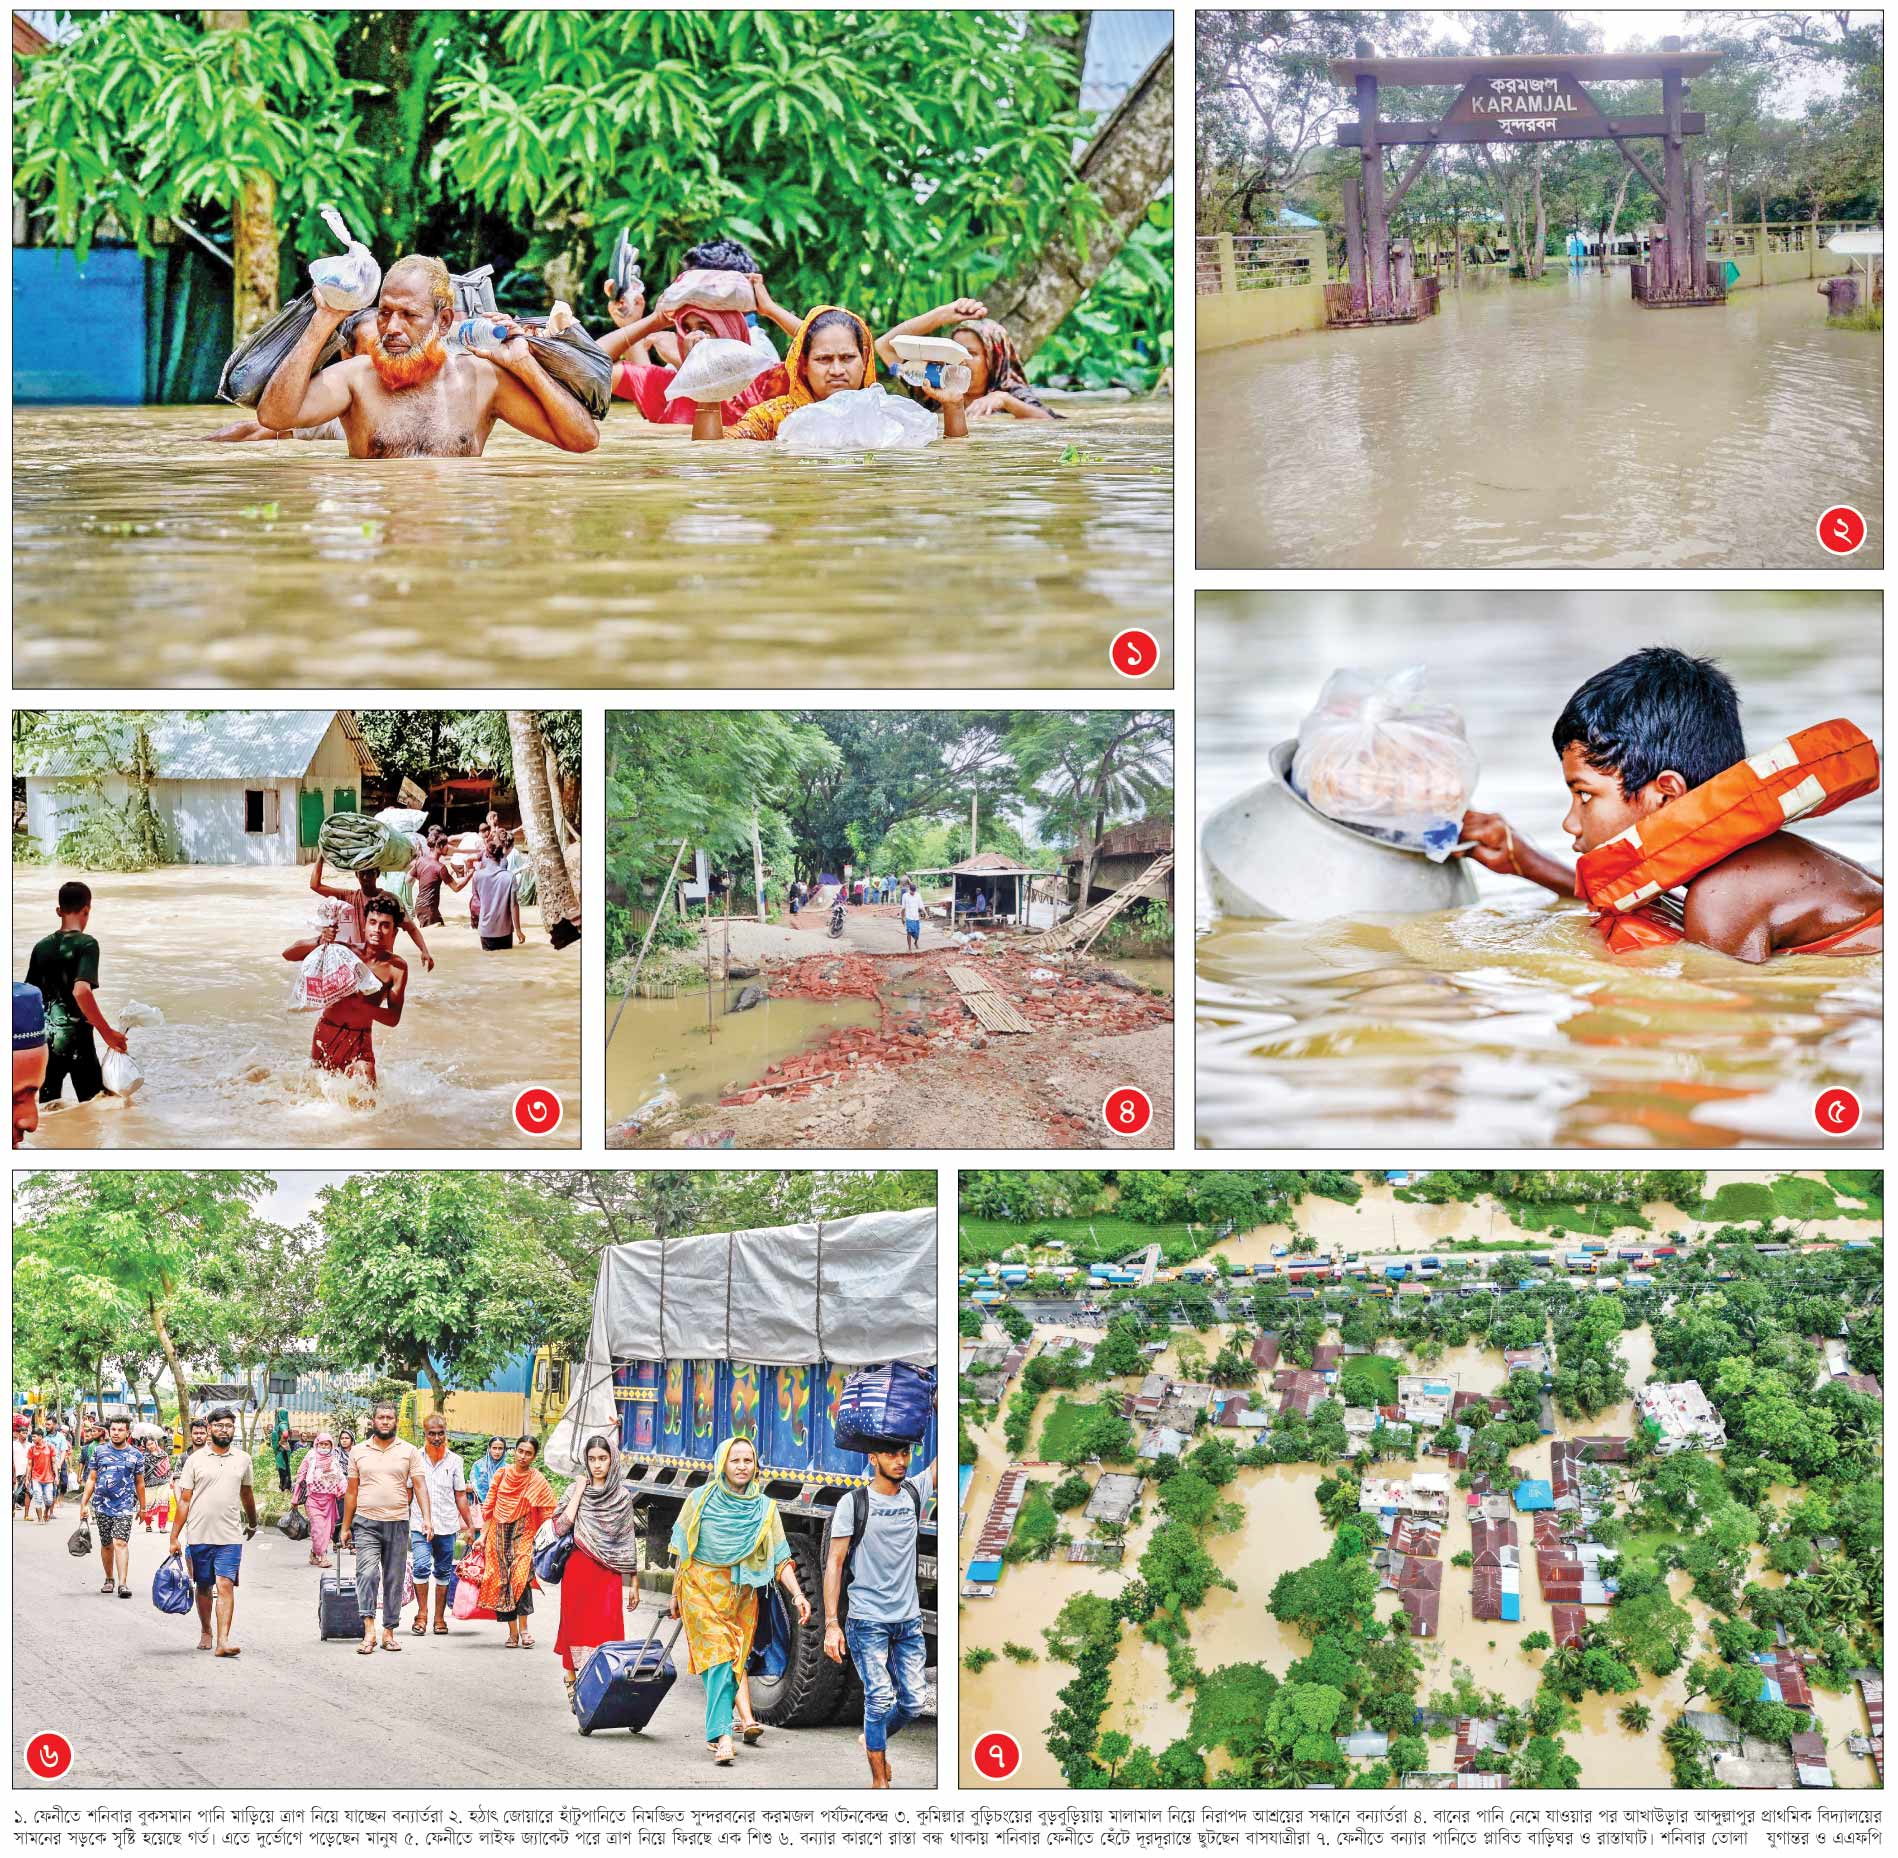 করমজল
KARAMJAL
সুন্দরবন
১
২
৩
৪
৫
৬
৭
১. ফেনীতে শনিবার বুকসমান পানি মাড়িয়ে ত্রাণ নিয়ে যাচ্ছেন বন্যার্তরা ২. হঠাৎ জোয়ারে হাঁটুপানিতে নিমজ্জিত সুন্দরবনের করমজল পর্যটনকেন্দ্র ৩. কুমিল্লার বুড়িচংয়ের বুড়বুড়িয়ায় মালামাল নিয়ে নিরাপদ আশ্রয়ের সন্ধানে বন্যার্তরা ৪. বানের পানি নেমে যাওয়ার পর আখাউড়ার আব্দুল্লাপুর প্রাথমিক বিদ্যালয়ের
সামনের সড়কে সৃষ্টি হয়েছে গর্ত। এতে দুর্ভোগে পড়েছেন মানুষ ৫. ফেনীতে লাইফ জ্যাকেট পরে ত্রাণ নিয়ে ফিরছে এক শিশু ৬. বন্যার কারণে রাস্তা বন্ধ থাকায় শনিবার ফেনীতে হেঁটে দূরদূরান্তে ছুটছেন বাসযাত্রীরা ৭. ফেনীতে বন্যার পানিতে প্লাবিত বাড়িঘর ও রাস্তাঘাট। শনিবার তোলা যুগান্তর ও এএফপি